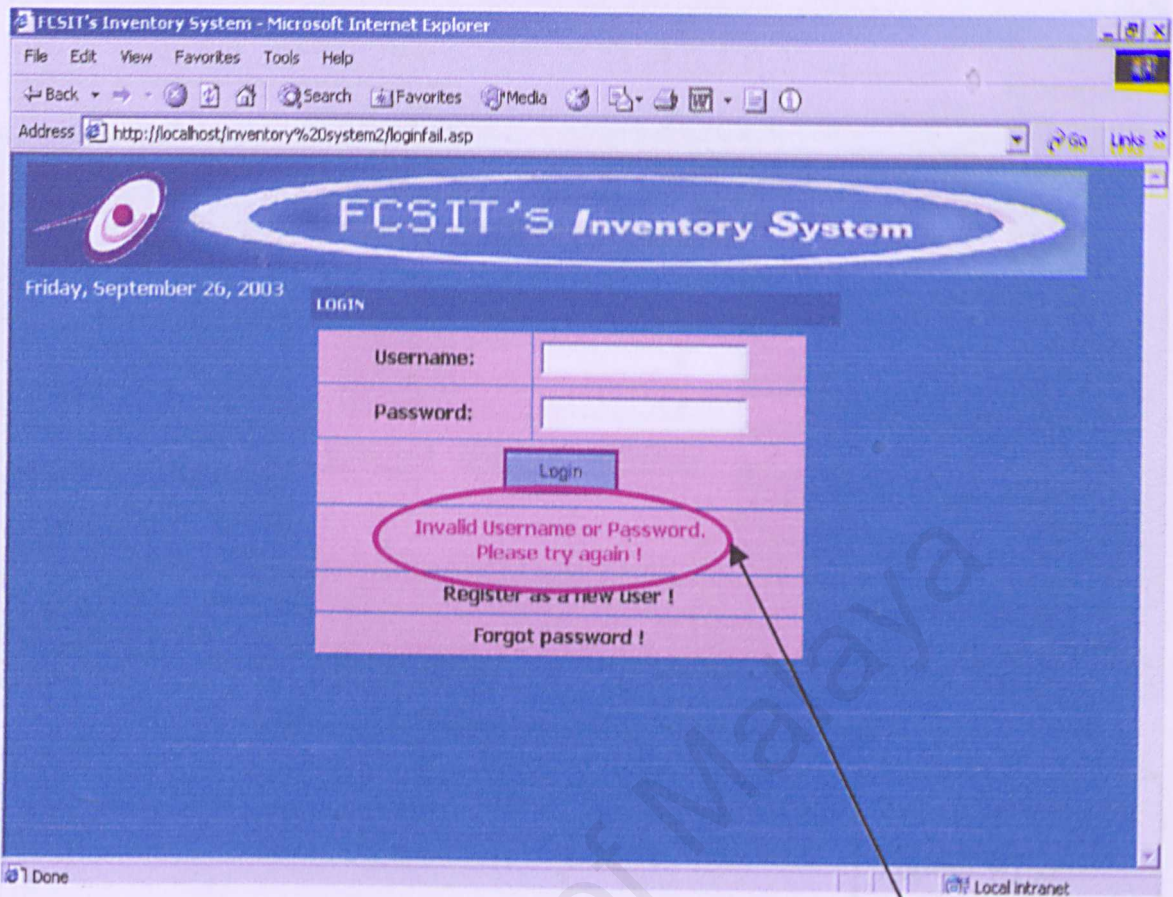 FCSIT's Inventory System - Microsoft Internet Explorer
File Edit View Favorites Tools Help
Back Search Favorites Media
Address http://localhost/inventory%20system2/loginfail.asp Go Links »
FCSIT's Inventory System
Friday, September 26, 2003
LOGIN
Username:
Password:
Login
Invalid Username or Password.
Please try again !
Register as a new user !
Forgot password !
of Malaya
Done Local intranet